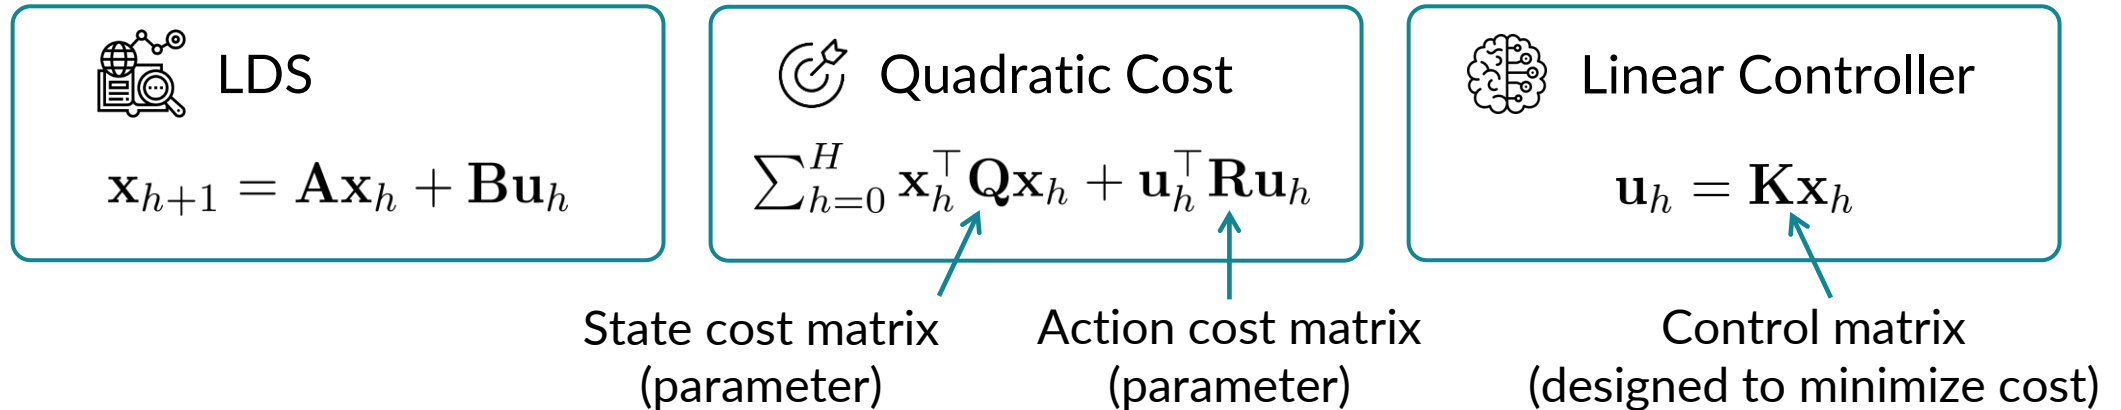 LDS
𝐱_{h+1} = 𝐀𝐱_h + 𝐁𝐮_h
Quadratic Cost
∑_{h=0}^{H} 𝐱_h^⊤𝐐𝐱_h + 𝐮_h^⊤𝐑𝐮_h
Linear Controller
𝐮_h = 𝐊𝐱_h
State cost matrix
(parameter)
Action cost matrix
(parameter)
Control matrix
(designed to minimize cost)